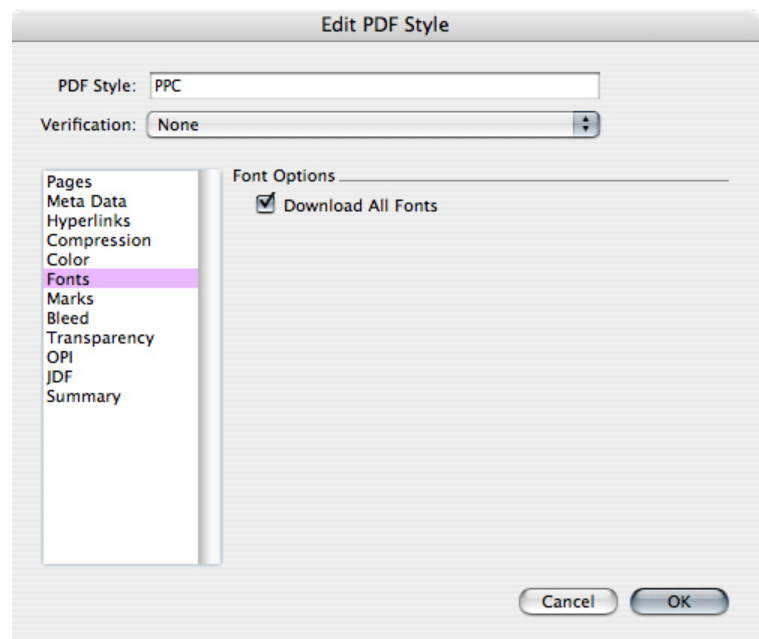 Edit PDF Style
PDF Style: PPC
Verification: None
Pages
Meta Data
Hyperlinks
Compression
Color
Fonts
Marks
Bleed
Transparency
OPI
JDF
Summary
Font Options
Download All Fonts
Cancel OK